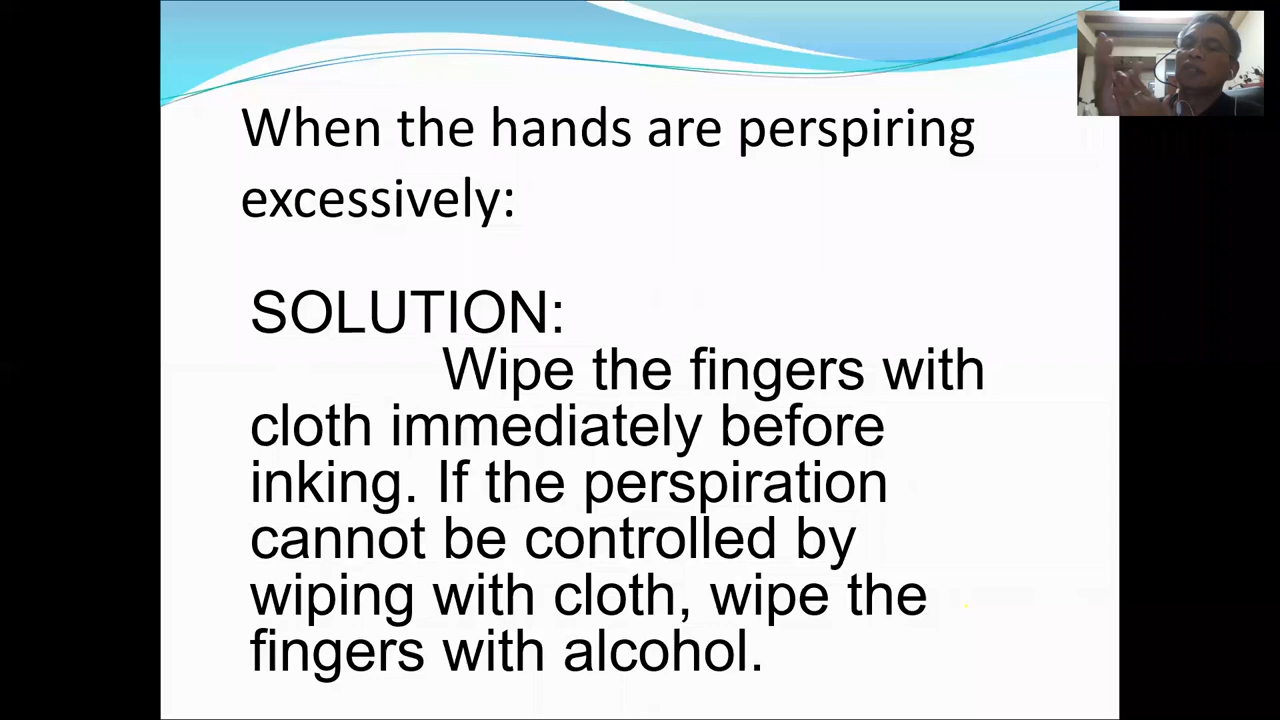 When the hands are perspiring
excessively:
SOLUTION:
Wipe the fingers with
cloth immediately before
inking. If the perspiration
cannot be controlled by
wiping with cloth, wipe the
fingers with alcohol.